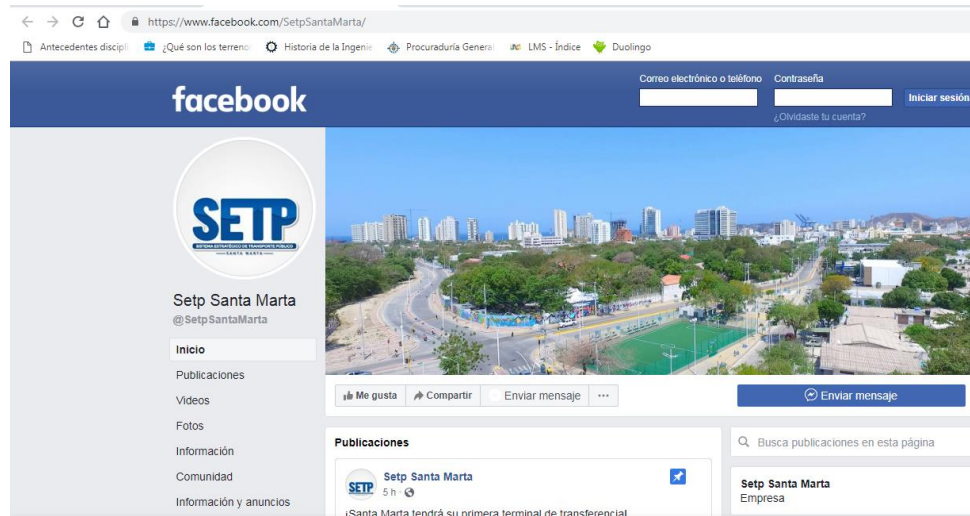 https://www.facebook.com/SetpSantaMarta/
Antecedentes discipli
¿Qué son los terreno
Historia de la Ingenie
Procuraduría General
LMS - Índice
Duolingo
facebook
Correo electrónico o teléfono
Contraseña
Iniciar sesión
¿Olvidaste tu cuenta?
SETP
SISTEMA ESTRATÉGICO DE TRANSPORTE PÚBLICO
SANTA MARTA
Setp Santa Marta
@SetpSantaMarta
Inicio
Publicaciones
Videos
Fotos
Información
Comunidad
Información y anuncios
Me gusta
Compartir
Enviar mensaje
Enviar mensaje
Publicaciones
SETP
Setp Santa Marta
5 h
¡Santa Marta tendrá su primera terminal de transferencia!
Busca publicaciones en esta página
Setp Santa Marta
Empresa